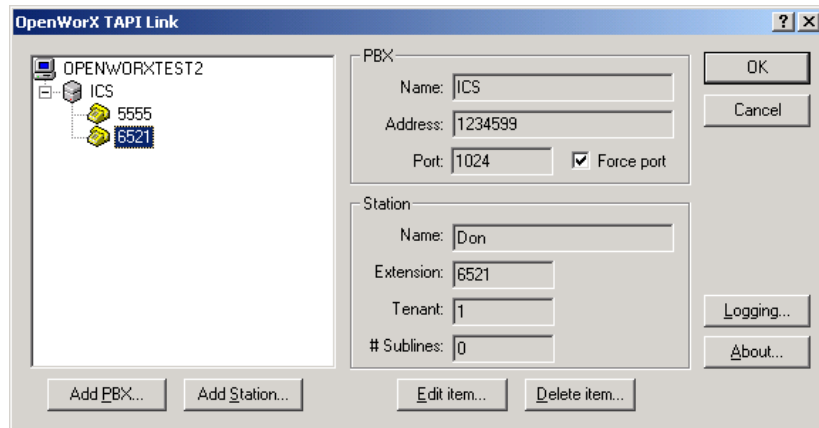 OpenWorX TAPI Link
OPENWORXTEST2
ICS
5555
6521
PBX
Name: ICS
Address: 1234599
Port: 1024 Force port
Station
Name: Don
Extension: 6521
Tenant: 1
# Sublines: 0
OK
Cancel
Logging...
About...
Add PBX... Add Station... Edit item... Delete item...